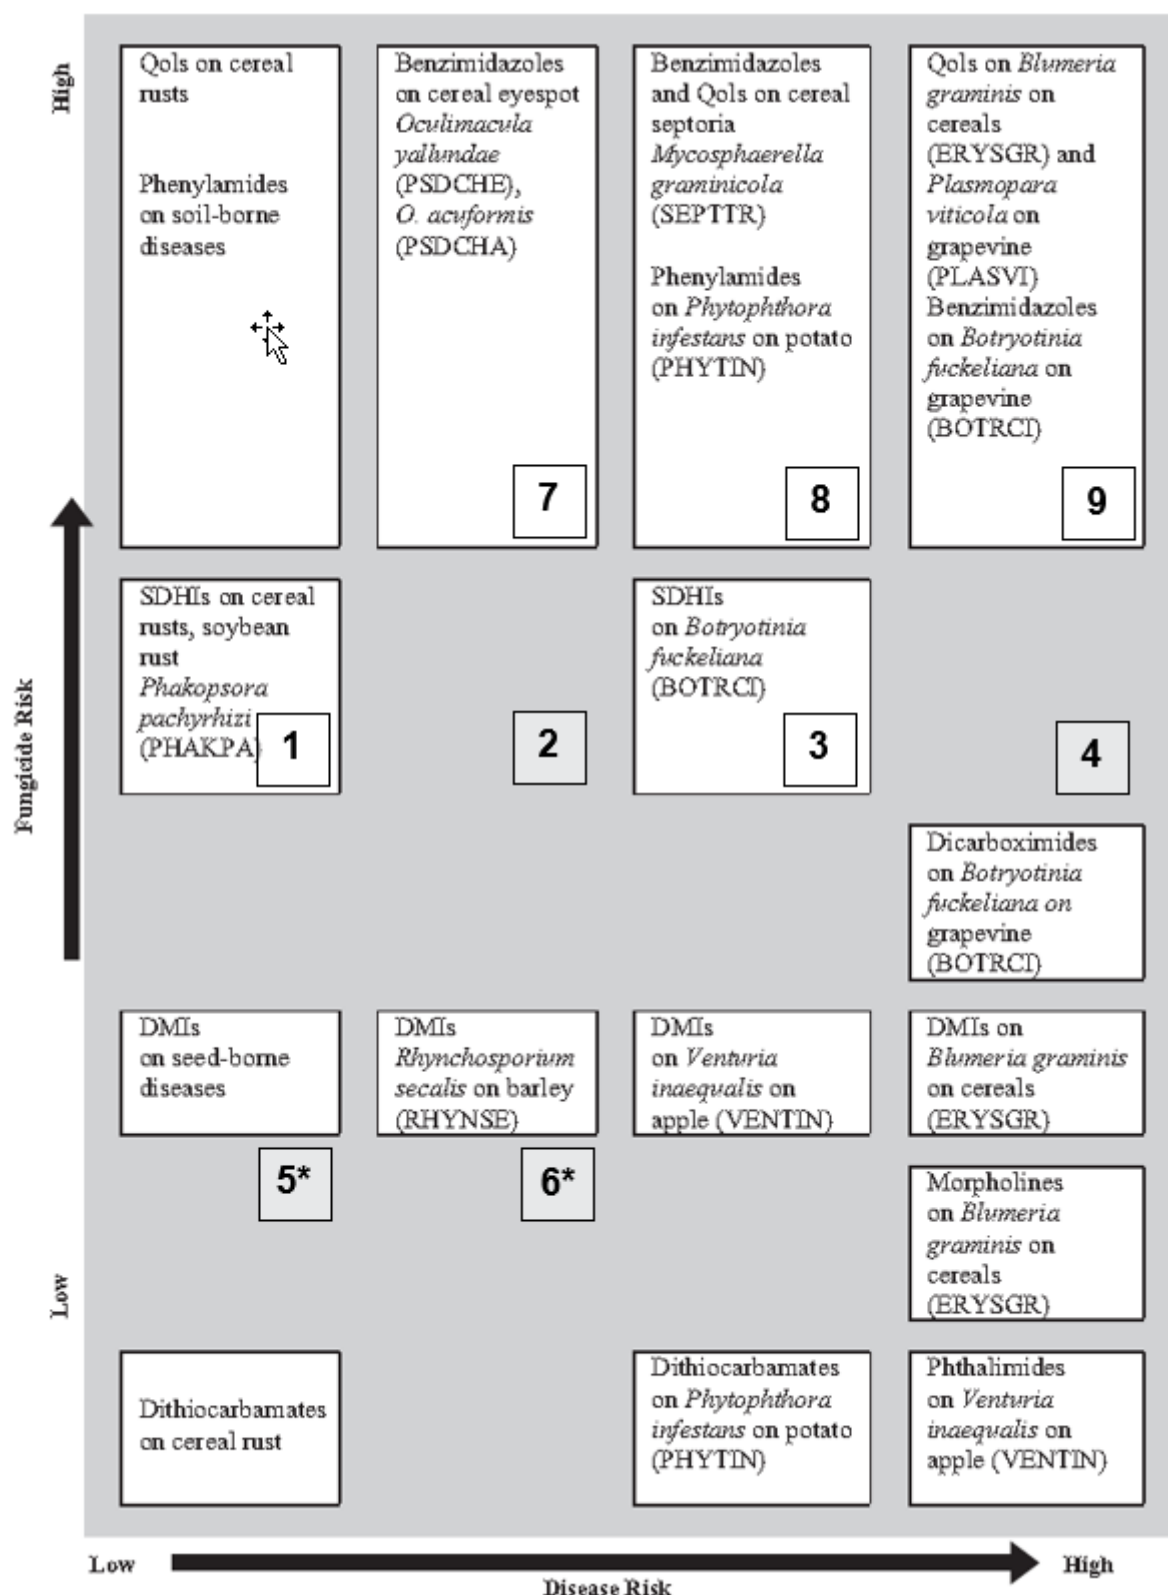 High
Qols on cereal
rusts
Phenylamides
on soil-borne
diseases
Benzimidazoles
on cereal eyespot
Oculimacula
yallundae
(PSDCHE),
O. acuformis
(PSDCHA)
7
Benzimidazoles
and Qols on cereal
septoria
Mycosphaerella
graminicola
(SEPTTR)
Phenylamides
on Phytophthora
infestans on potato
(PHYTIN)
8
Qols on Blumeria
graminis on
cereals
(ERYSGR) and
Plasmopara
viticola on
grapevine
(PLASVI)
Benzimidazoles
on Botryotinia
fuckeliana on
grapevine
(BOTRCI)
9
Fungicide Risk
SDHIs on cereal
rusts, soybean
rust
Phakopsora
pachyrhizi
(PHAKPA)
1
2
SDHIs
on Botryotinia
fuckeliana
(BOTRCI)
3
4
Dicarboximides
on Botryotinia
fuckeliana on
grapevine
(BOTRCI)
DMIs
on seed-borne
diseases
5*
DMIs
Rhynchosporium
secalis on barley
(RHYNSE)
6*
DMIs
on Venturia
inaequalis on
apple (VENTIN)
DMIs on
Blumeria graminis
on cereals
(ERYSGR)
Morpholines
on Blumeria
graminis on
cereals
(ERYSGR)
Low
Dithiocarbamates
on cereal rust
Dithiocarbamates
on Phytophthora
infestans on potato
(PHYTIN)
Phthalimides
on Venturia
inaequalis on
apple (VENTIN)
Low
High
Disease Risk